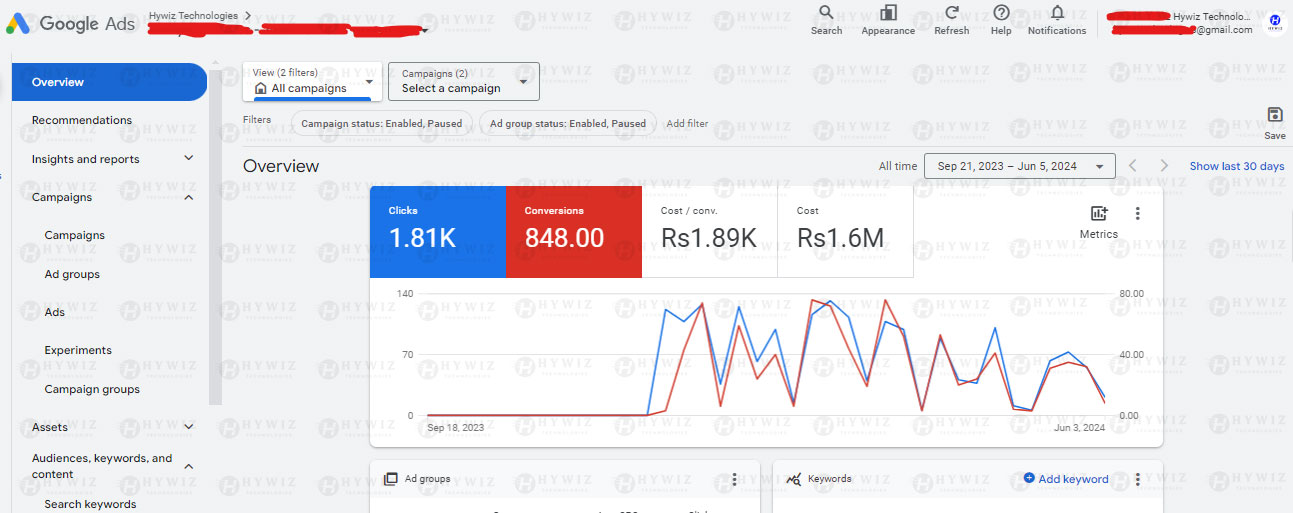 Google Ads
Hywiz Technologies
Search
Appearance
Refresh
Help
Notifications
Hywiz Technolo...
@gmail.com
Overview
Recommendations
Insights and reports
Campaigns
Campaigns
Ad groups
Ads
Experiments
Campaign groups
Assets
Audiences, keywords, and
content
Search keywords
View (2 filters)
All campaigns
Campaigns (2)
Select a campaign
Filters
Campaign status: Enabled, Paused
Ad group status: Enabled, Paused
Add filter
Save
Overview
All time
Sep 21, 2023 – Jun 5, 2024
Show last 30 days
Clicks
1.81K
Conversions
848.00
Cost / conv.
Rs1.89K
Cost
Rs1.6M
Metrics
140
70
0
80.00
40.00
0.00
Sep 18, 2023
Jun 3, 2024
Ad groups
Keywords
Add keyword
HYWIZ
TECHNOLOGIES